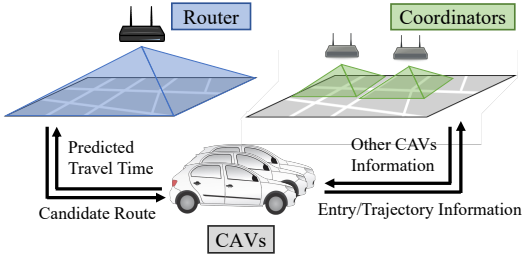 Router
Coordinators
Predicted
Travel Time
Candidate Route
Other CAVs
Information
Entry/Trajectory Information
CAVs